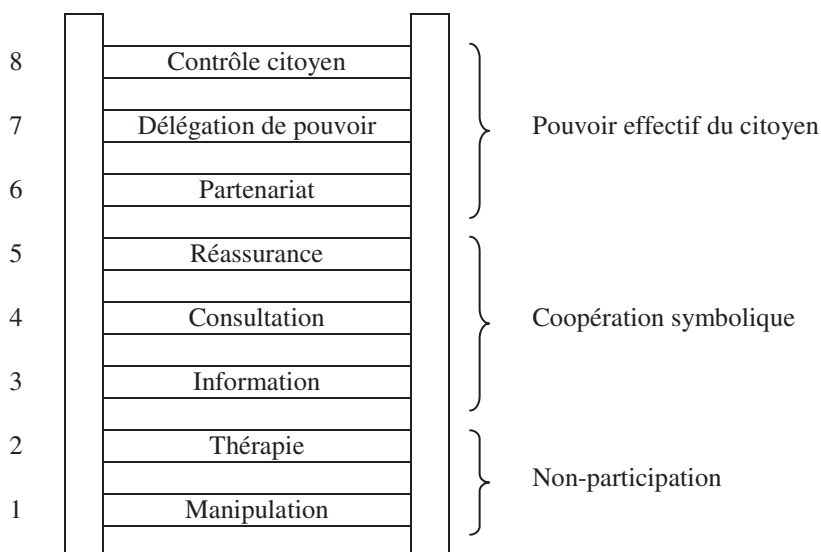 8 Contrôle citoyen
7 Délégation de pouvoir Pouvoir effectif du citoyen
6 Partenariat
5 Réassurance
4 Consultation Coopération symbolique
3 Information
2 Thérapie
Non-participation
1 Manipulation